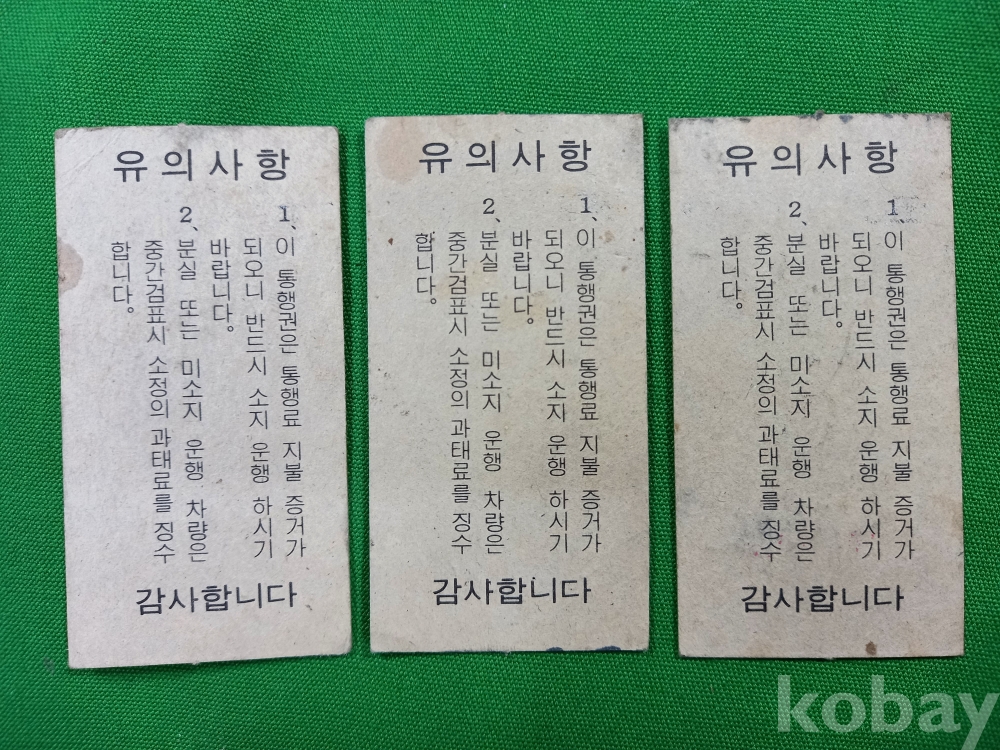 유의사항
1、이 통행권은 통행료 지불 증거가
되오니 반드시 소지 운행 하시기
바랍니다。
2、분실 또는 미소지 운행 차량은
중간검표시 소정의 과태료를 징수
합니다。
감사합니다
유의사항
1、이 통행권은 통행료 지불 증거가
되오니 반드시 소지 운행 하시기
바랍니다。
2、분실 또는 미소지 운행 차량은
중간검표시 소정의 과태료를 징수
합니다。
감사합니다
유의사항
1、이 통행권은 통행료 지불 증거가
되오니 반드시 소지 운행 하시기
바랍니다。
2、분실 또는 미소지 운행 차량은
중간검표시 소정의 과태료를 징수
합니다。
감사합니다
kobay